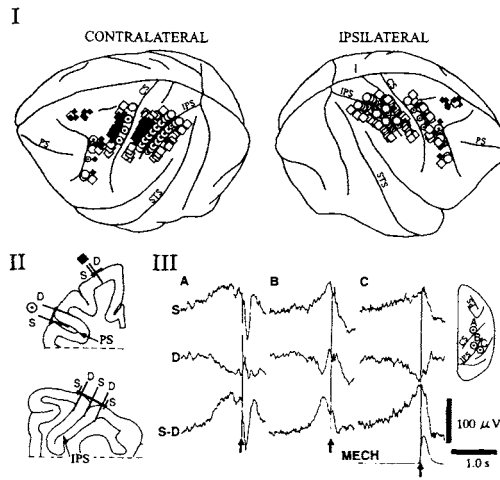 I
CONTRALATERAL
IPSILATERAL
CS
IPS
PS
STS
IPS
CS
PS
STS
II
D
S
D
S
PS
S D
S D
IPS
III
A
B
C
S
D
S-D
MECH
A
100 μV
1.0 s